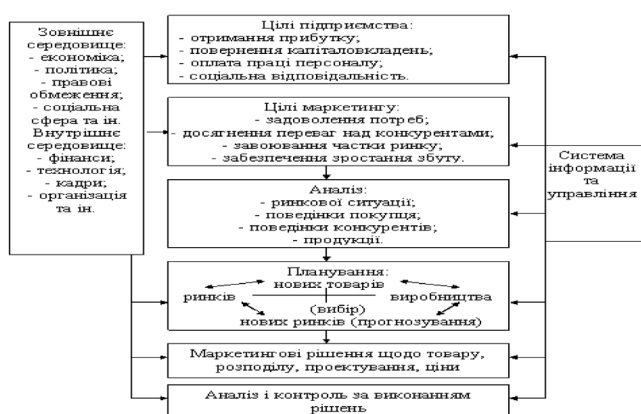 Зовнішнє
середовище:
- економіка;
- політика;
- правові
обмеження;
- соціальна
сфера та ін.
Внутрішнє
середовище:
- фінанси;
- технологія;
- кадри;
- організація
та ін.
Цілі підприємства:
- отримання прибутку;
- повернення капіталовкладень;
- оплата праці персоналу;
- соціальна відповідальність.
Цілі маркетингу:
- задоволення потреб;
- досягнення переваг над конкурентами;
- завоювання частки ринку;
- забезпечення зростання збуту.
Аналіз:
- ринкової ситуації;
- поведінки покупця;
- поведінки конкурентів;
- продукції.
Планування:
нових товарів
ринків
виробництва
(вибір)
нових ринків (прогнозування)
Маркетингові рішення щодо товару,
розподілу, проектування, ціни
Аналіз і контроль за виконанням
рішень
Система
інформації
та
управління